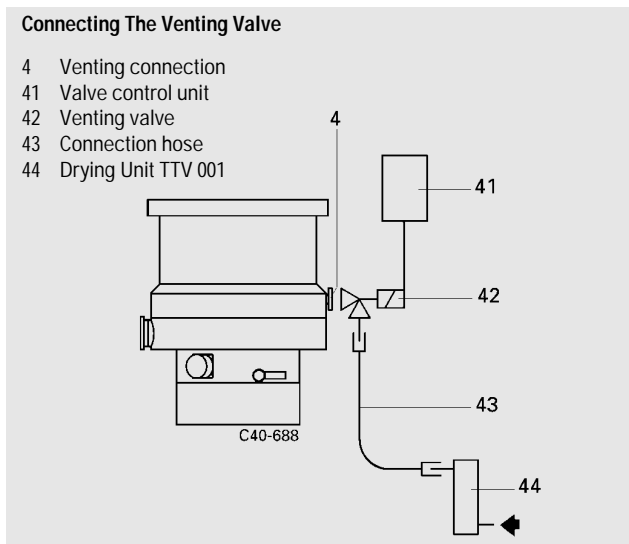 Connecting The Venting Valve
4 Venting connection
41 Valve control unit
42 Venting valve
43 Connection hose
44 Drying Unit TTV 001
4
41
42
43
C40-688
44